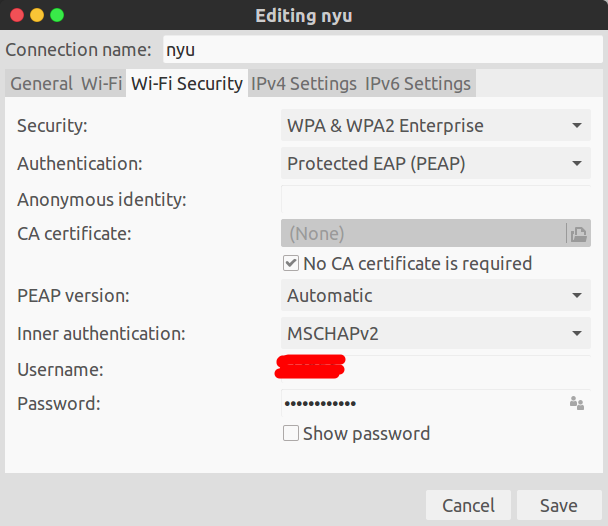 Editing nyu
Connection name: nyu
General Wi-Fi Wi-Fi Security IPv4 Settings IPv6 Settings
Security: WPA & WPA2 Enterprise
Authentication: Protected EAP (PEAP)
Anonymous identity:
CA certificate: (None)
No CA certificate is required
PEAP version: Automatic
Inner authentication: MSCHAPv2
Username:
Password: ••••••••••••
Show password
Cancel Save